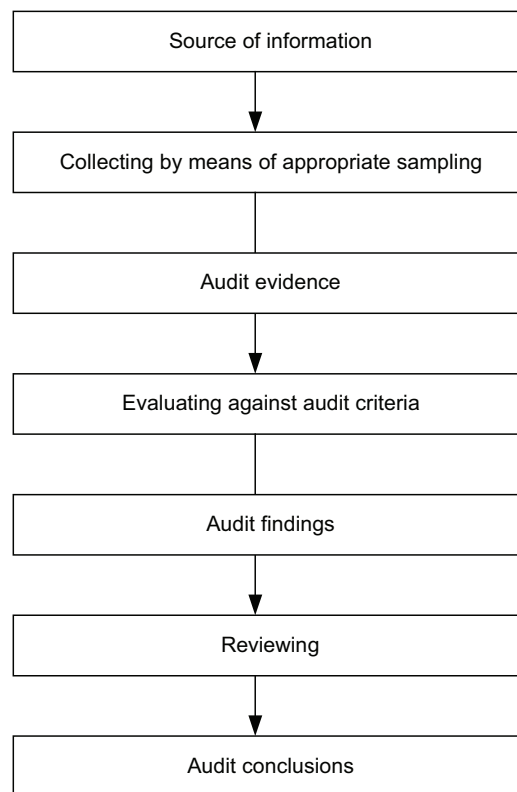 Source of information
Collecting by means of appropriate sampling
Audit evidence
Evaluating against audit criteria
Audit findings
Reviewing
Audit conclusions